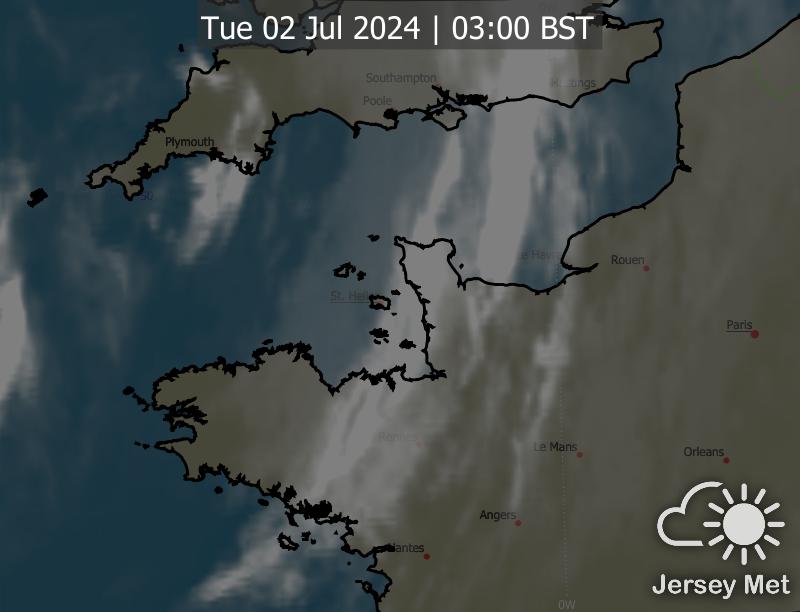 Tue 02 Jul 2024 | 03:00 BST
Southampton
Hastings
Poole
Plymouth
Le Havre
Rouen
St. Helier
Paris
Rennes
Le Mans
Orleans
Angers
Nantes
Jersey Met
0W